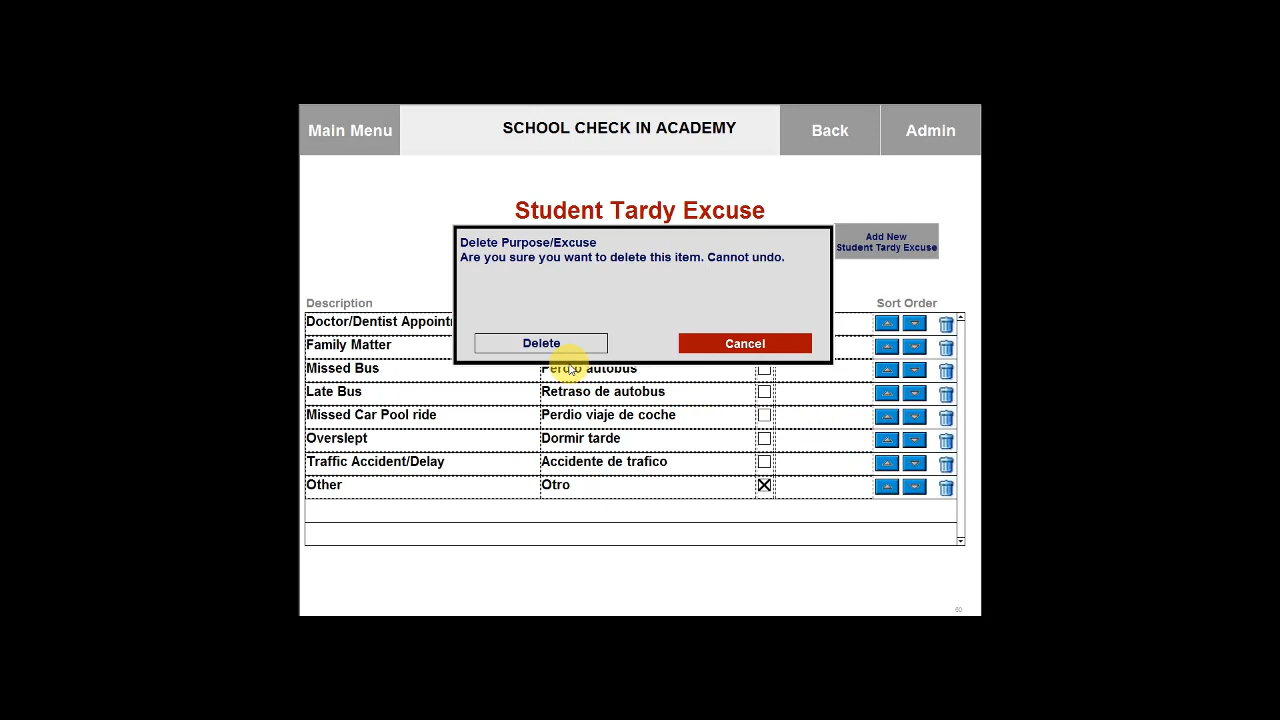 Main Menu
SCHOOL CHECK IN ACADEMY
Back
Admin
Student Tardy Excuse
Add New
Student Tardy Excuse
Delete Purpose/Excuse
Are you sure you want to delete this item. Cannot undo.
Delete
Cancel
Description
Sort Order
Doctor/Dentist
Family Matter
Missed Bus
Perdio autobus
Late Bus
Retraso de autobus
Missed Car Pool ride
Perdio viaje de coche
Overslept
Dormir tarde
Traffic Accident/Delay
Accidente de trafico
Other
Otro
60